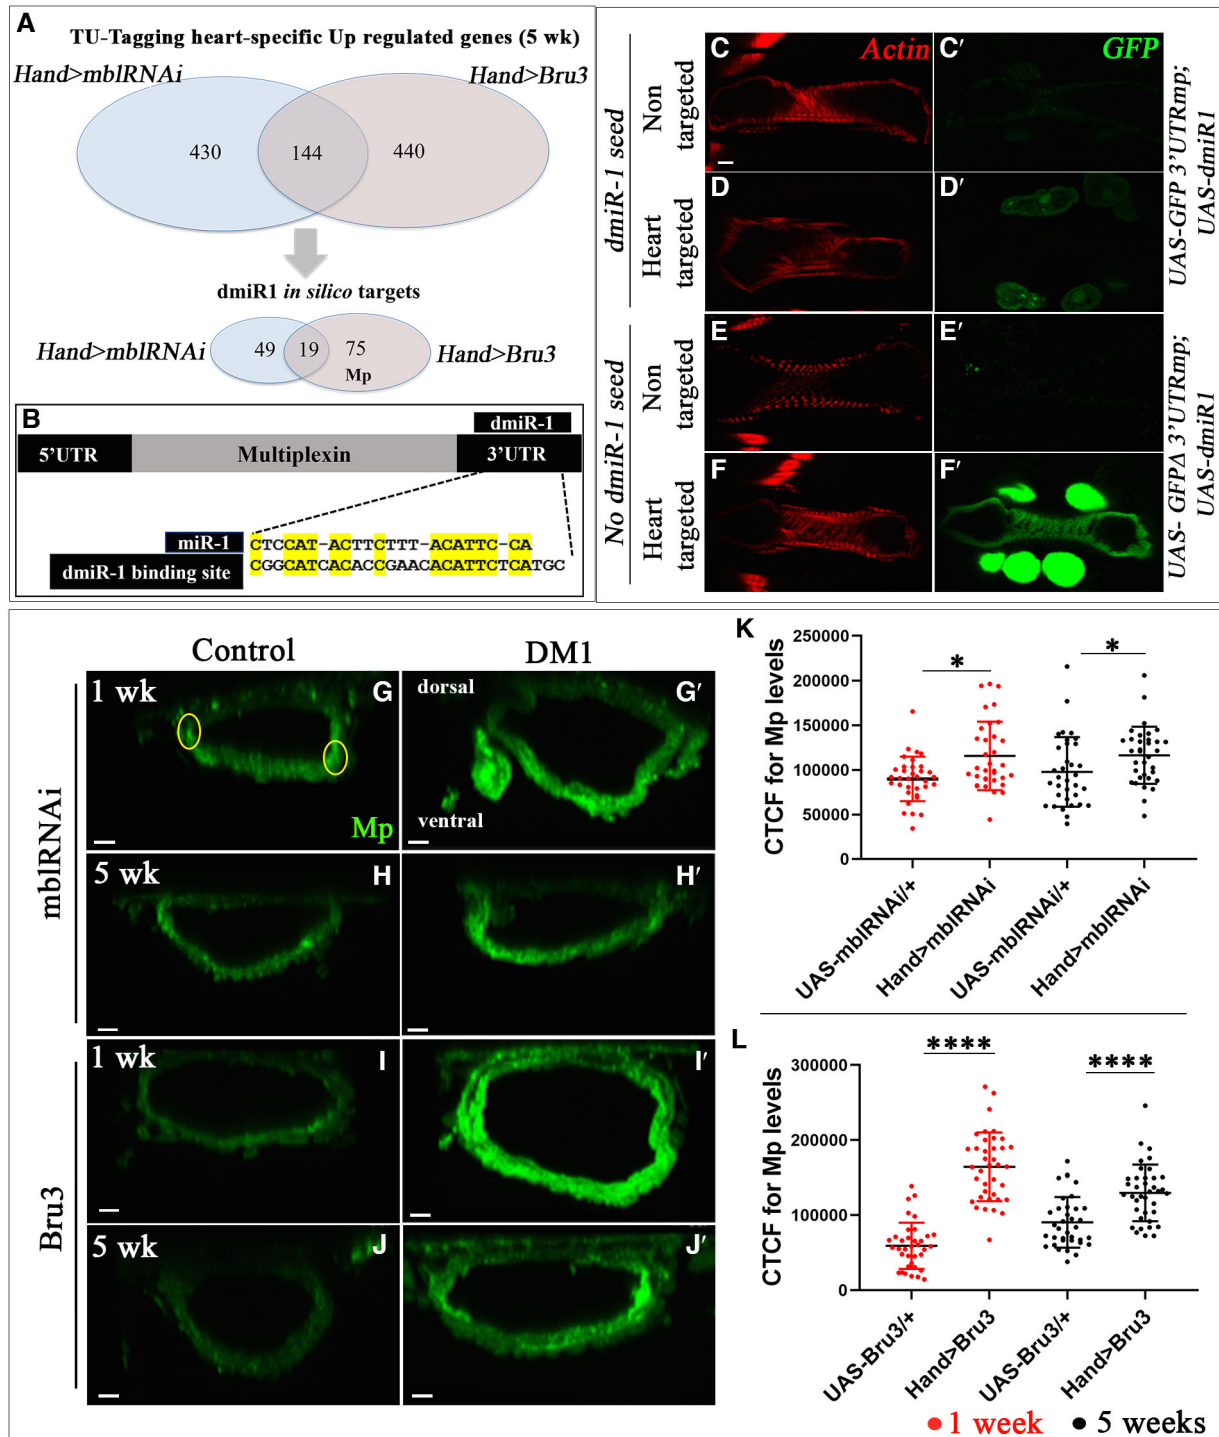 A
TU-Tagging heart-specific Up regulated genes (5 wk)
Hand>mblRNAi
Hand>Bru3
430
144
440
dmiR1 in silico targets
Hand>mblRNAi
49
19
75
Mp
Hand>Bru3
B
dmiR-1
5'UTR
Multiplexin
3'UTR
miR-1
CTCCAT-ACTTCTTT-ACATTC-CA
dmiR-1 binding site
CGGCATCACACCGAACACATTCTCATGC
dmiR-1 seed
No dmiR-1 seed
Non
targeted
Heart
targeted
Non
targeted
Heart
targeted
C
Actin
C'
GFP
D
D'
E
E'
F
F'
UAS-GFP 3'UTRmp;
UAS-dmiR1
UAS- GFPΔ 3'UTRmp;
UAS-dmiR1
Control
DM1
mblRNAi
Bru3
1 wk
G
Mp
dorsal
G'
ventral
5 wk
H
H'
1 wk
I
I'
5 wk
J
J'
K
CTCF for Mp levels
250000
200000
150000
100000
50000
0
*
*
UAS-mblRNAi/+
Hand>mblRNAi
UAS-mblRNAi/+
Hand>mblRNAi
L
CTCF for Mp levels
300000
200000
100000
0
****
****
UAS-Bru3/+
Hand>Bru3
UAS-Bru3/+
Hand>Bru3
1 week
5 weeks